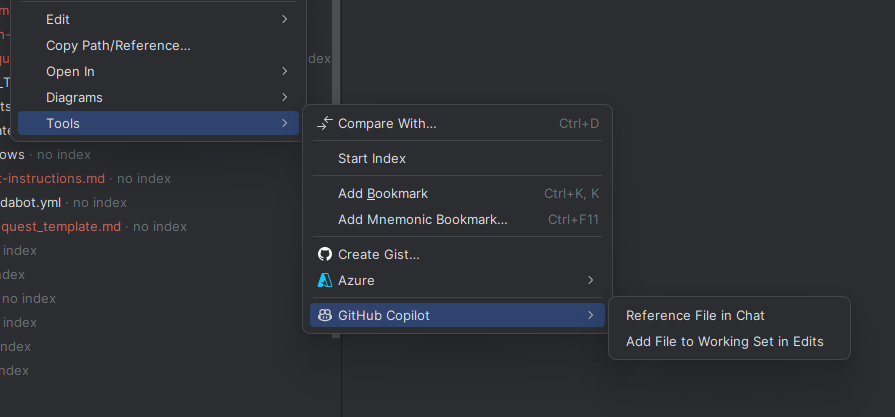 Edit
Copy Path/Reference...
Open In
Diagrams
Tools
dex
Compare With... Ctrl+D
Start Index
Add Bookmark Ctrl+K, K
Add Mnemonic Bookmark... Ctrl+F11
Create Gist...
Azure
GitHub Copilot
Reference File in Chat
Add File to Working Set in Edits
ows · no index
t-instructions.md · no index
dabot.yml · no index
quest_template.md · no index
index
ndex
no index
index
ndex
ndex